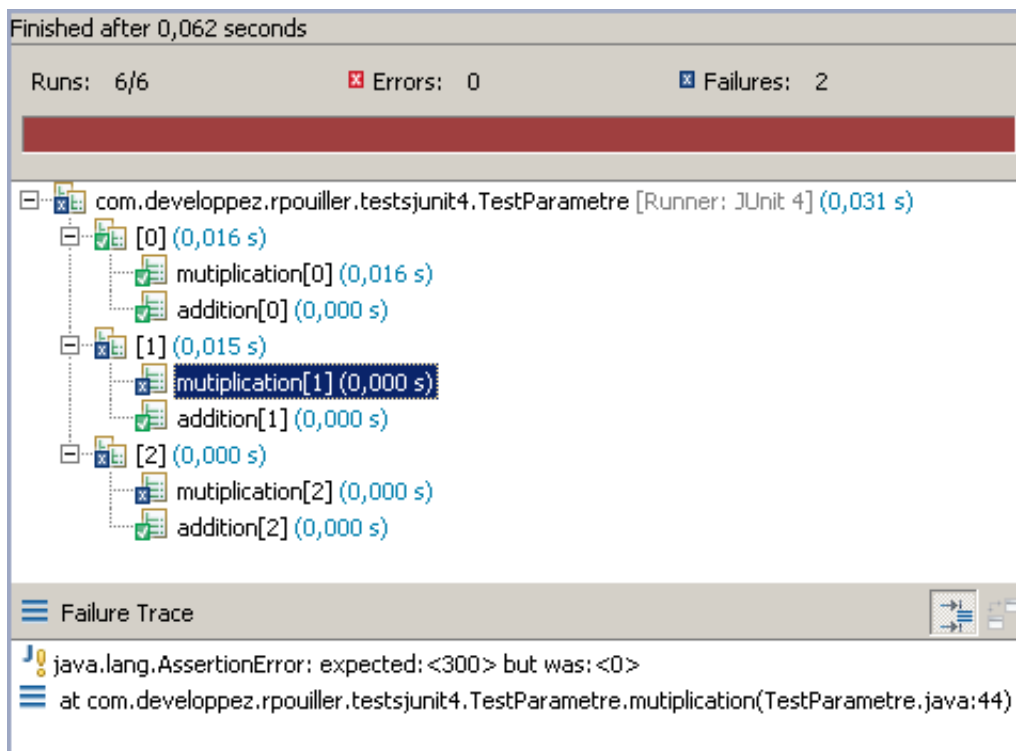 Finished after 0,062 seconds
Runs: 6/6 Errors: 0 Failures: 2
com.developpez.rpouiller.testsjunit4.TestParametre [Runner: JUnit 4] (0,031 s)
[0] (0,016 s)
mutiplication[0] (0,016 s)
addition[0] (0,000 s)
[1] (0,015 s)
mutiplication[1] (0,000 s)
addition[1] (0,000 s)
[2] (0,000 s)
mutiplication[2] (0,000 s)
addition[2] (0,000 s)
Failure Trace
java.lang.AssertionError: expected:<300> but was:<0>
at com.developpez.rpouiller.testsjunit4.TestParametre.mutiplication(TestParametre.java:44)